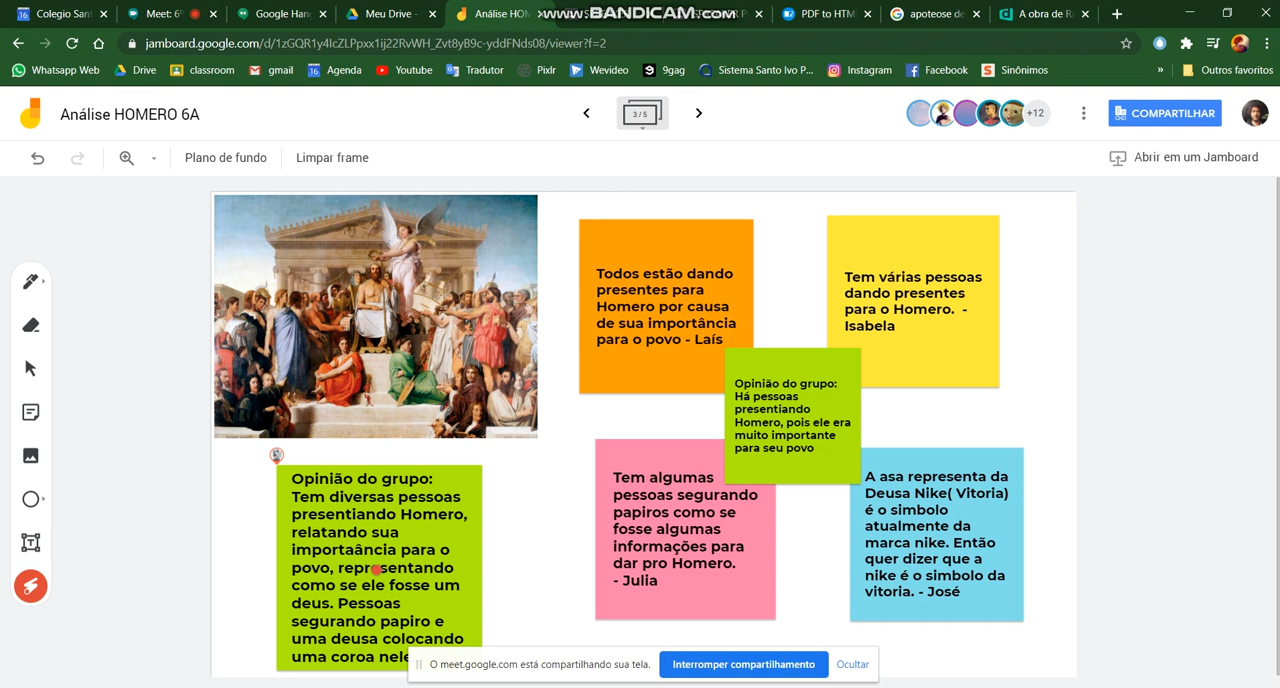 Colegio Sant
Meet: 6º
Google Han
Meu Drive -
Análise HOM
www.BANDICAM.com
PDF to HTM
apoteose de
A obra de R
jamboard.google.com/d/1zGQR1y4IcZLPpxx1ij22RvWH_Zvt8yB9c-yddFNds08/viewer?f=2
Whatsapp Web
Drive
classroom
gmail
Agenda
Youtube
Tradutor
Pixlr
Wevideo
9gag
Sistema Santo Ivo P...
Instagram
Facebook
Sinônimos
»
Outros favoritos
Análise HOMERO 6A
3 / 5
+12
COMPARTILHAR
Plano de fundo
Limpar frame
Abrir em um Jamboard
Todos estão dando
presentes para
Homero por causa
de sua importância
para o povo - Laís
Tem várias pessoas
dando presentes
para o Homero. -
Isabela
Opinião do grupo:
Há pessoas
presentiando
Homero, pois ele era
muito importante
para seu povo
Opinião do grupo:
Tem diversas pessoas
presentiando Homero,
relatando sua
importaância para o
povo, representando
como se ele fosse um
deus. Pessoas
segurando papiro e
uma deusa colocando
uma coroa nele
Tem algumas
pessoas segurando
papiros como se
fosse algumas
informações para
dar pro Homero.
- Julia
A asa representa da
Deusa Nike( Vitoria)
é o simbolo
atualmente da
marca nike. Então
quer dizer que a
nike é o simbolo da
vitoria. - José
O meet.google.com está compartilhando sua tela.
Interromper compartilhamento
Ocultar